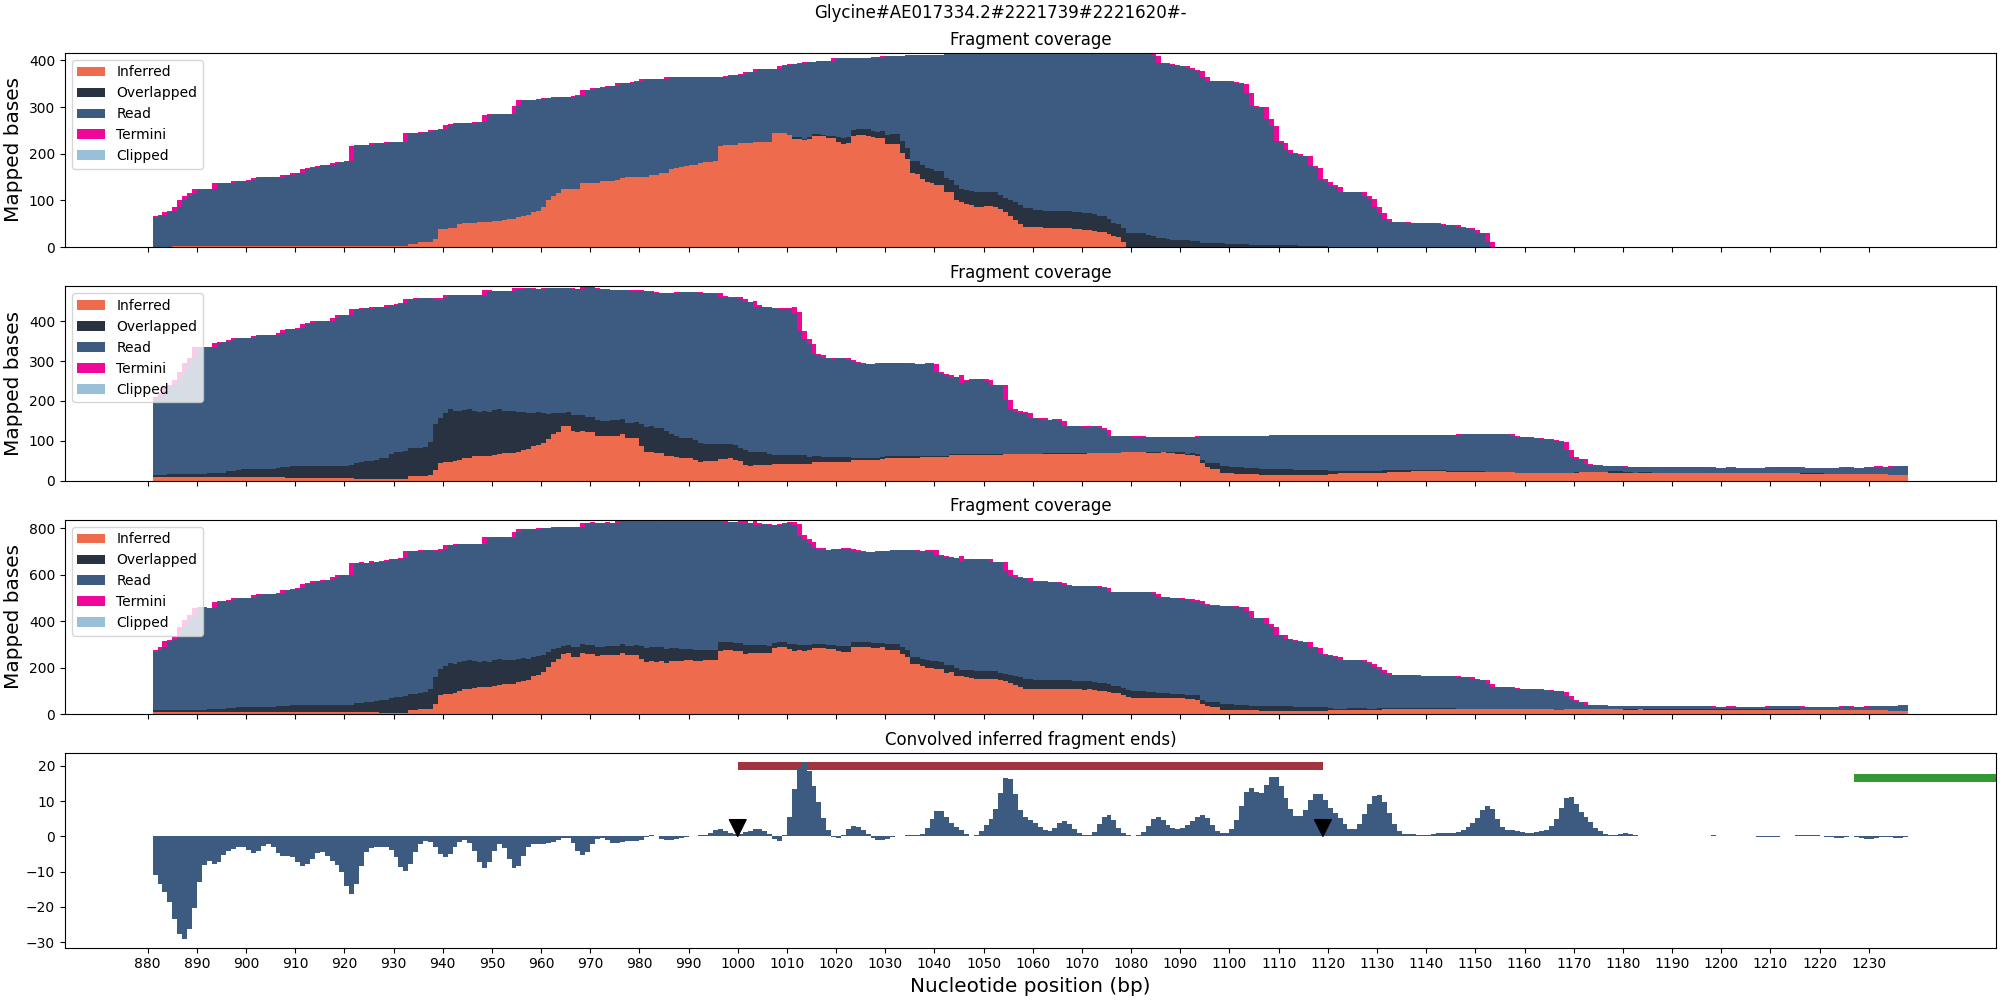 Glycine#AE017334.2#2221739#2221620#-
Fragment coverage
Mapped bases
400
300
200
100
0
Inferred
Overlapped
Read
Termini
Clipped
Fragment coverage
Mapped bases
400
300
200
100
0
Inferred
Overlapped
Read
Termini
Clipped
Fragment coverage
Mapped bases
800
600
400
200
0
Inferred
Overlapped
Read
Termini
Clipped
Convolved inferred fragment ends)
20
10
0
−10
−20
−30
880 890 900 910 920 930 940 950 960 970 980 990 1000 1010 1020 1030 1040 1050 1060 1070 1080 1090 1100 1110 1120 1130 1140 1150 1160 1170 1180 1190 1200 1210 1220 1230
Nucleotide position (bp)